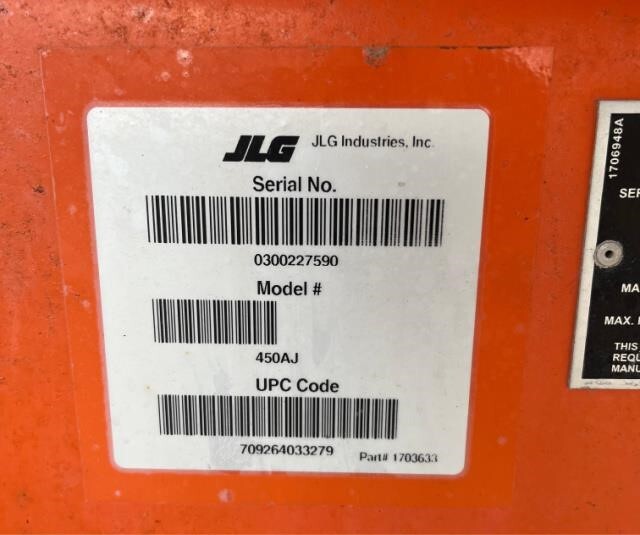 JLG JLG Industries, Inc.
Serial No.
0300227590
Model #
450AJ
UPC Code
709264033279
Part# 1703633
1706948A
SER
MA
MAX.
THIS
REQU
MANU